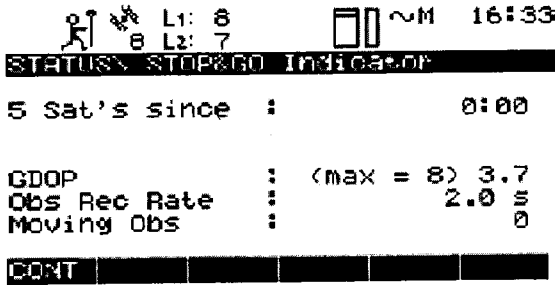 L1: 8 ~M 16:33
8 L2: 7
STATUS\ STOP&GO Indicator
5 Sat's since : 0:00
GDOP : (max = 8) 3.7
Obs Rec Rate : 2.0 s
Moving Obs : 0
CONT